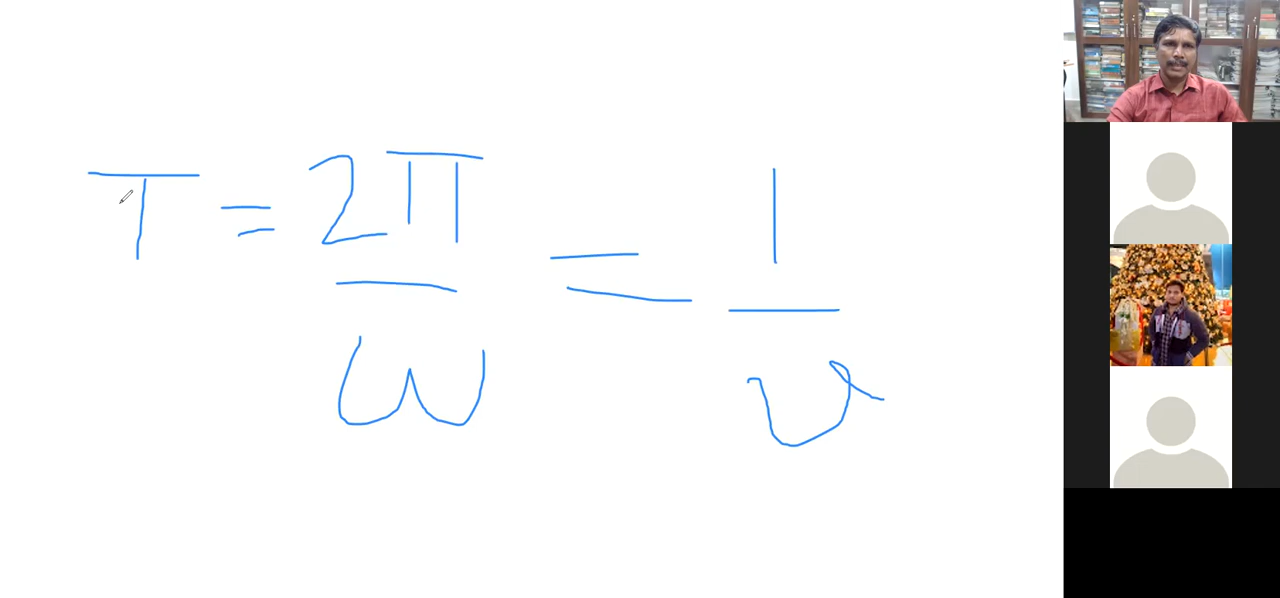 T = 2π/ω = 1/ν